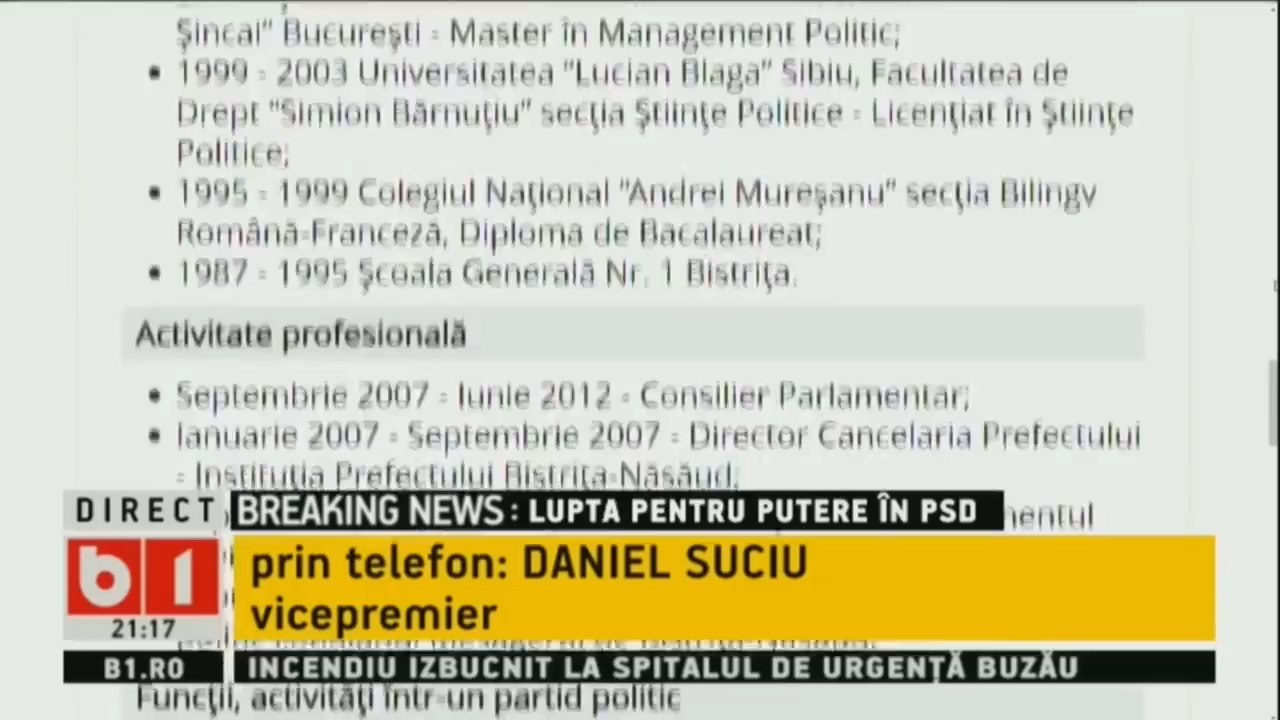 Şincai" Bucureşti - Master în Management Politic;
• 1999 - 2003 Universitatea "Lucian Blaga" Sibiu, Facultatea de
Drept "Simion Bărnuţiu" secţia Ştiinţe Politice - Licenţiat în Ştiinţe
Politice;
• 1995 - 1999 Colegiul Naţional "Andrei Mureşanu" secţia Bilingv
Română-Franceză, Diploma de Bacalaureat;
• 1987 - 1995 Şcoala Generală Nr. 1 Bistriţa.
Activitate profesională
• Septembrie 2007 - Iunie 2012 - Consilier Parlamentar;
• Ianuarie 2007 - Septembrie 2007 - Director Cancelaria Prefectului
- Instituţia Prefectului Bistriţa-Năsăud;
DIRECT BREAKING NEWS: LUPTA PENTRU PUTERE ÎN PSD
b1 prin telefon: DANIEL SUCIU
vicepremier
21:17
B1.RO INCENDIU IZBUCNIT LA SPITALUL DE URGENȚĂ BUZĂU
Funcţii, activităţi într-un partid politic